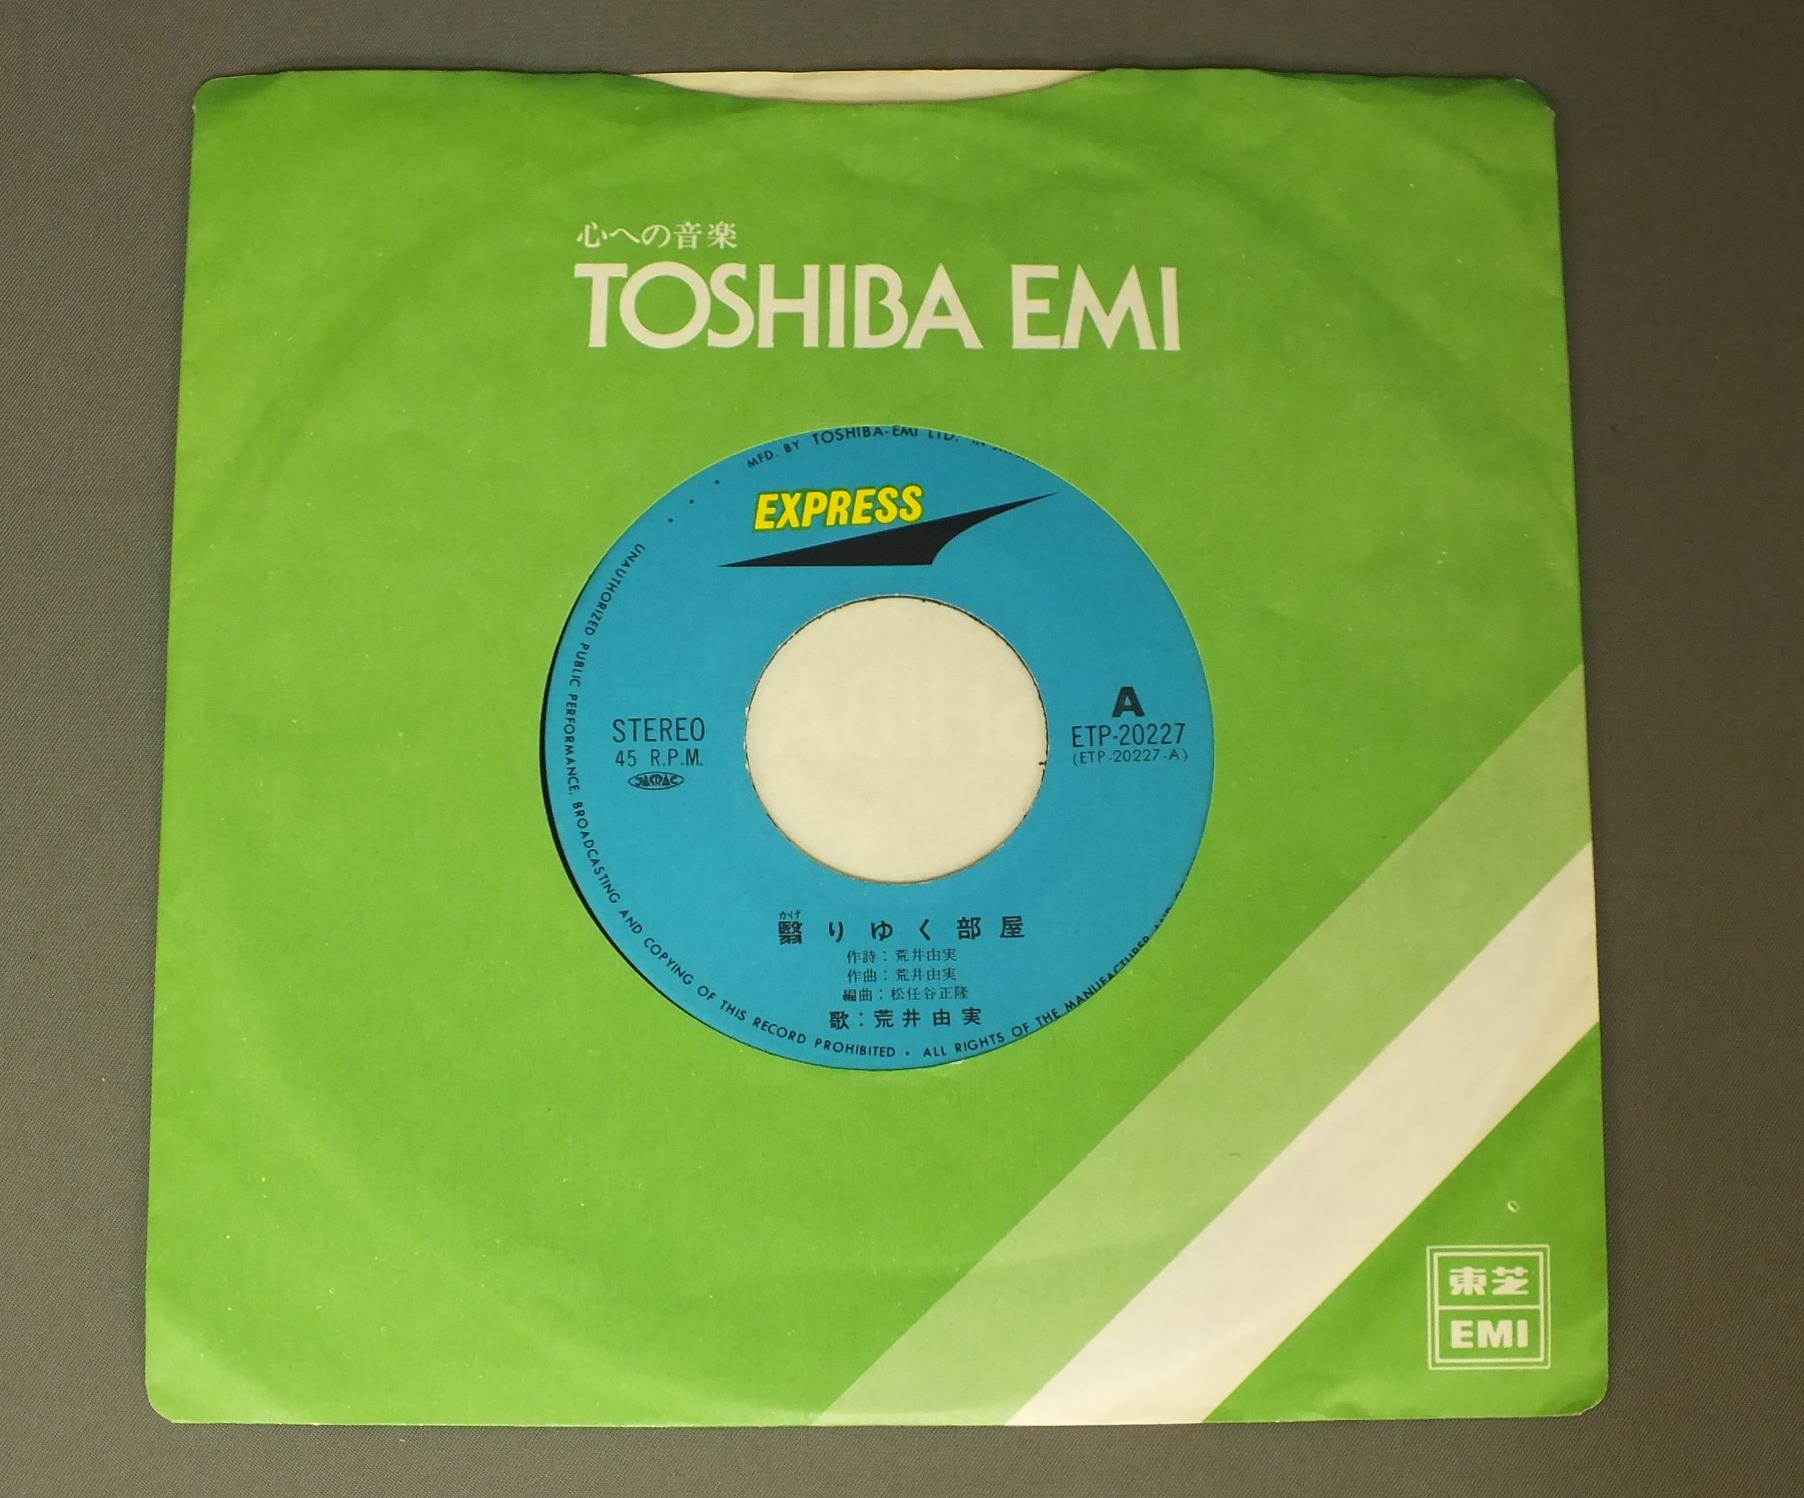 心への音楽
TOSHIBA EMI
MFD. BY TOSHIBA-EMI LTD. IN
EXPRESS
UNAUTHORIZED PUBLIC PERFORMANCE, BROADCASTING AND COPYING OF THIS RECORD PROHIBITED • ALL RIGHTS OF THE MANUFACTURER AND
STEREO
45 R.P.M.
JASRAC
A
ETP-20227
(ETP-20227-A)
かげ
翳りゆく部屋
作詩：荒井由実
作曲：荒井由実
編曲：松任谷正隆
歌：荒井由実
東芝
EMI